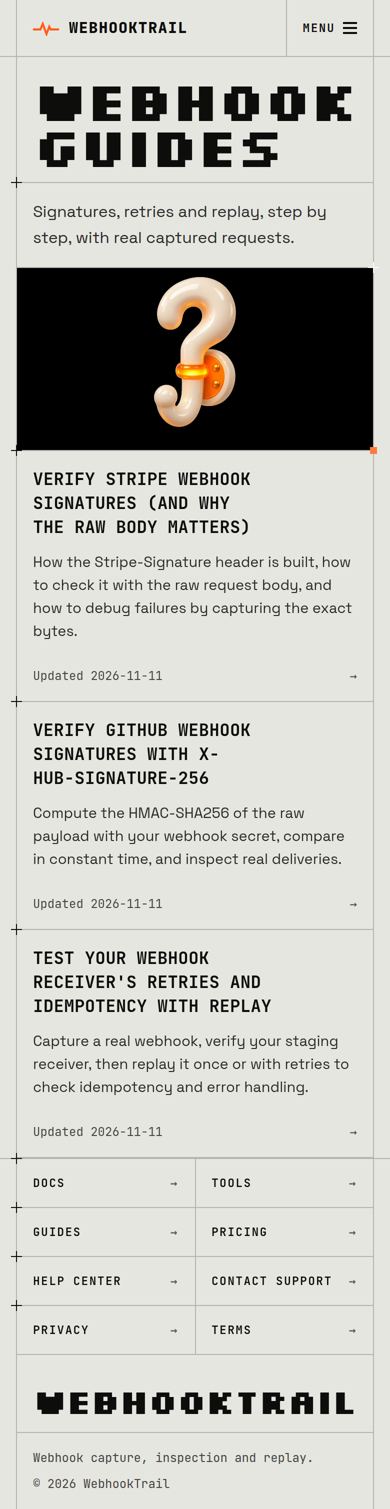 WEBHOOKTRAIL
MENU
WEBHOOK
GUIDES
Signatures, retries and replay, step by
step, with real captured requests.
VERIFY STRIPE WEBHOOK
SIGNATURES (AND WHY
THE RAW BODY MATTERS)
How the Stripe-Signature header is built, how
to check it with the raw request body, and
how to debug failures by capturing the exact
bytes.
Updated 2026-11-11 →
VERIFY GITHUB WEBHOOK
SIGNATURES WITH X-
HUB-SIGNATURE-256
Compute the HMAC-SHA256 of the raw
payload with your webhook secret, compare
in constant time, and inspect real deliveries.
Updated 2026-11-11 →
TEST YOUR WEBHOOK
RECEIVER'S RETRIES AND
IDEMPOTENCY WITH REPLAY
Capture a real webhook, verify your staging
receiver, then replay it once or with retries to
check idempotency and error handling.
Updated 2026-11-11 →
DOCS → TOOLS →
GUIDES → PRICING →
HELP CENTER → CONTACT SUPPORT →
PRIVACY → TERMS →
WEBHOOKTRAIL
Webhook capture, inspection and replay.
© 2026 WebhookTrail